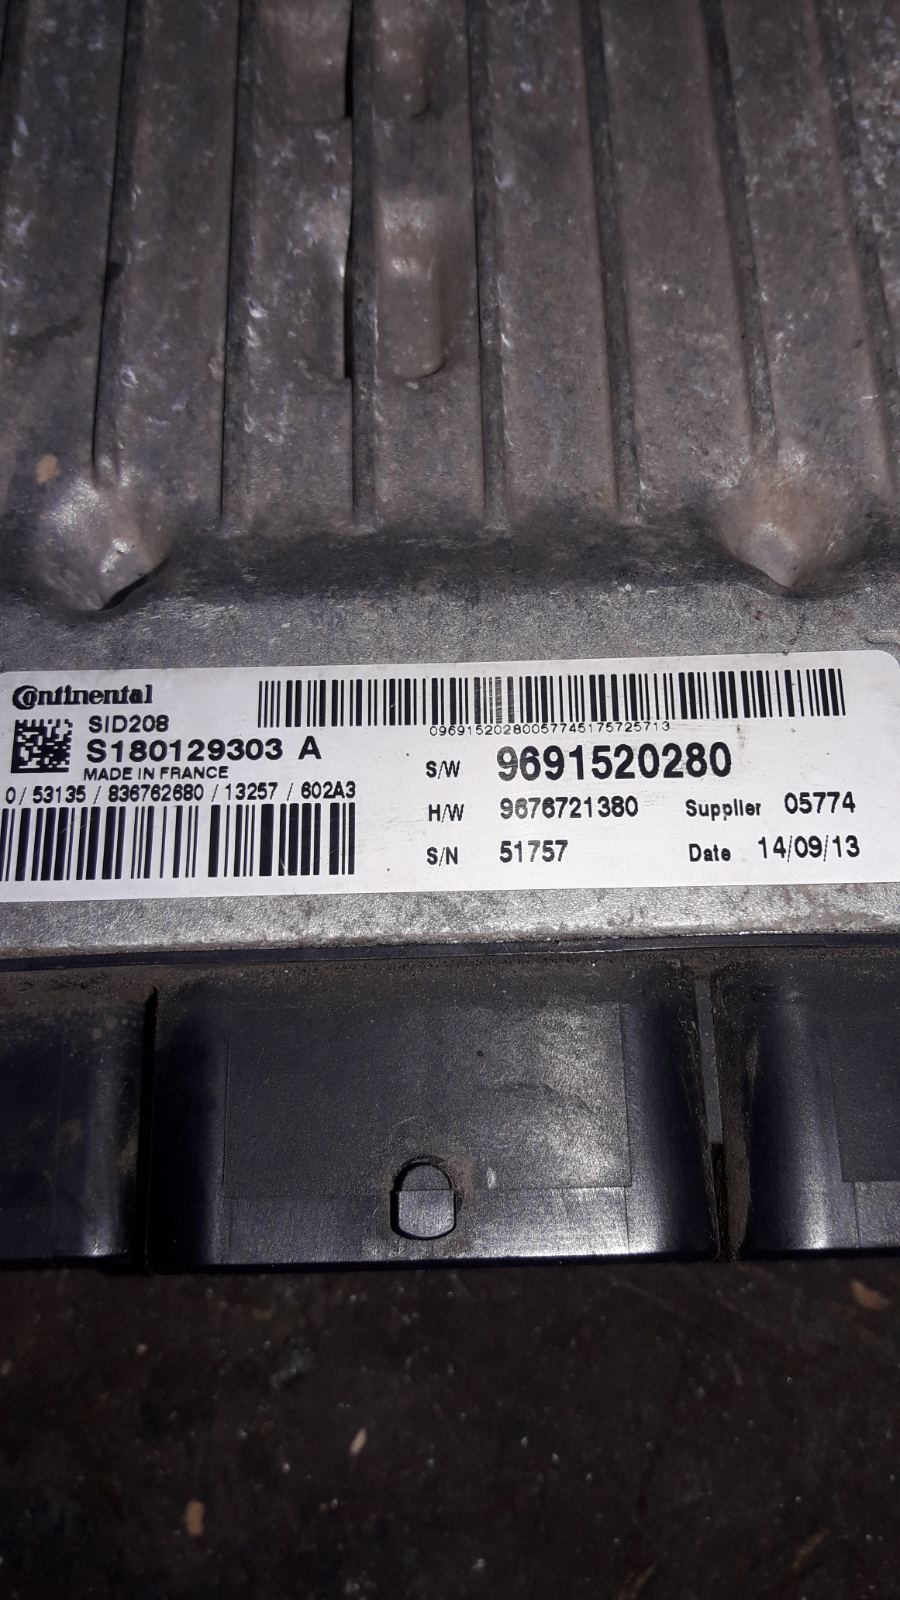 Continental
SID208
S180129303 A
MADE IN FRANCE
0/ 53135 / 836762680 / 13257 / 602A3
09691520280057745175725713
S/W 9691520280
H/W 9676721380 Supplier 05774
S/N 51757 Date 14/09/13